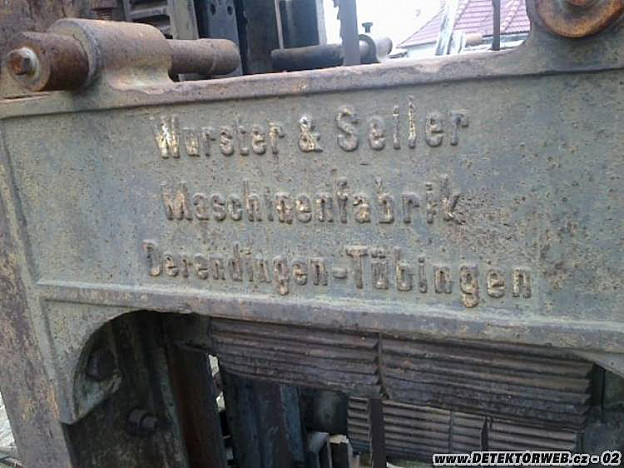 Wurster & Seiler
Maschinenfabrik
Derendingen-Tübingen
www.DETEKTORWEB.cz - 02